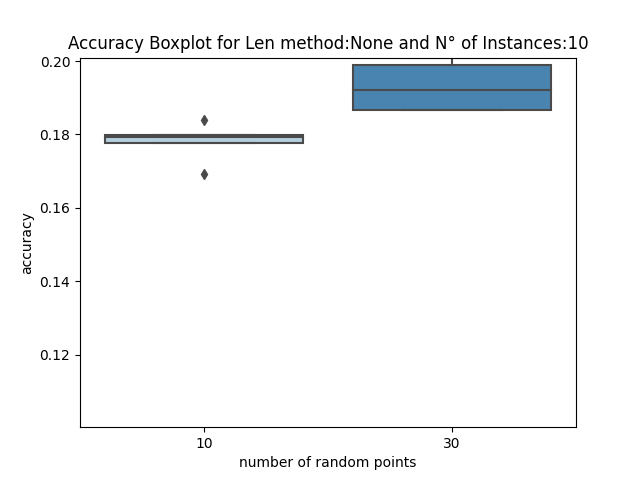 Accuracy Boxplot for Len method:None and N° of Instances:10
0.20
0.18
0.16
0.14
0.12
accuracy
10
30
number of random points